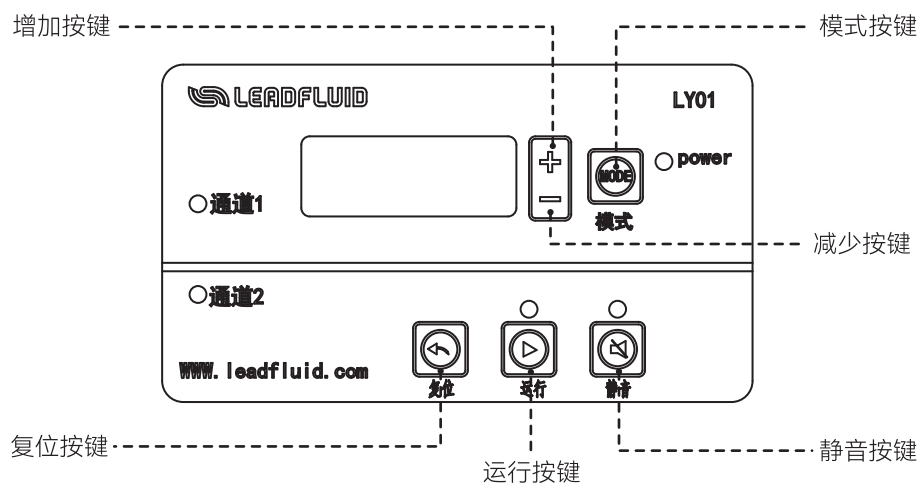 增加按键
模式按键
LEADFLUID
LY01
+
MODE
power
通道1
−
模式
减少按键
通道2
WWW.leadfluid.com
复位
运行
静音
复位按键
运行按键
静音按键